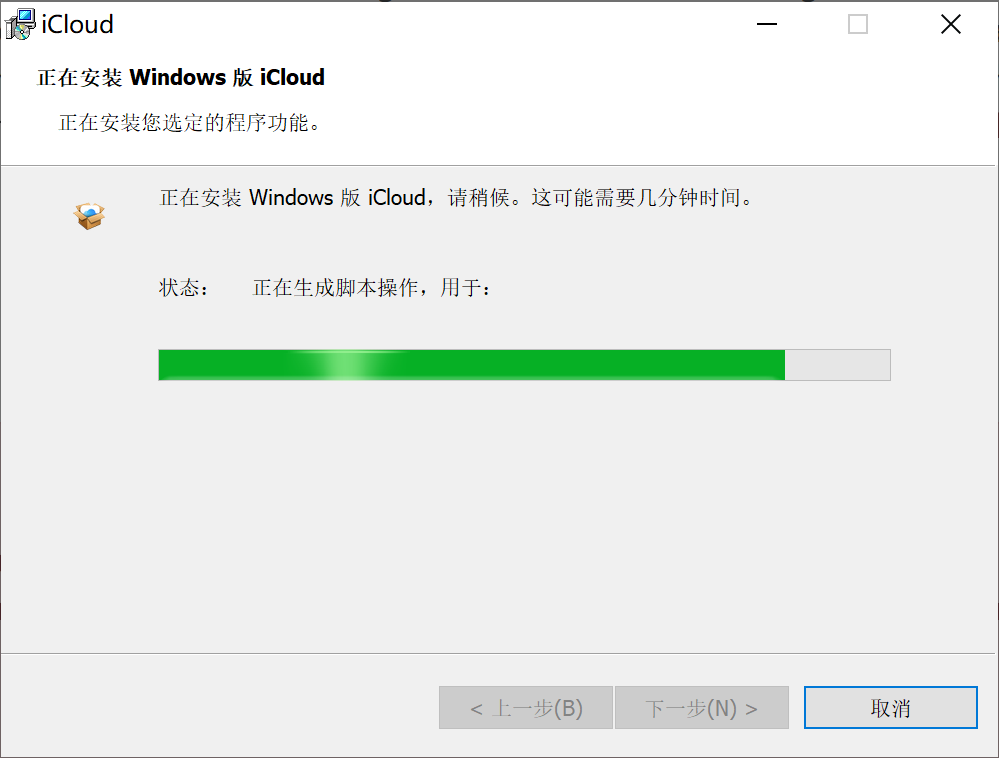 iCloud
正在安装 Windows 版 iCloud
正在安装您选定的程序功能。
正在安装 Windows 版 iCloud，请稍候。这可能需要几分钟时间。
状态： 正在生成脚本操作，用于：
< 上一步(B) 下一步(N) > 取消